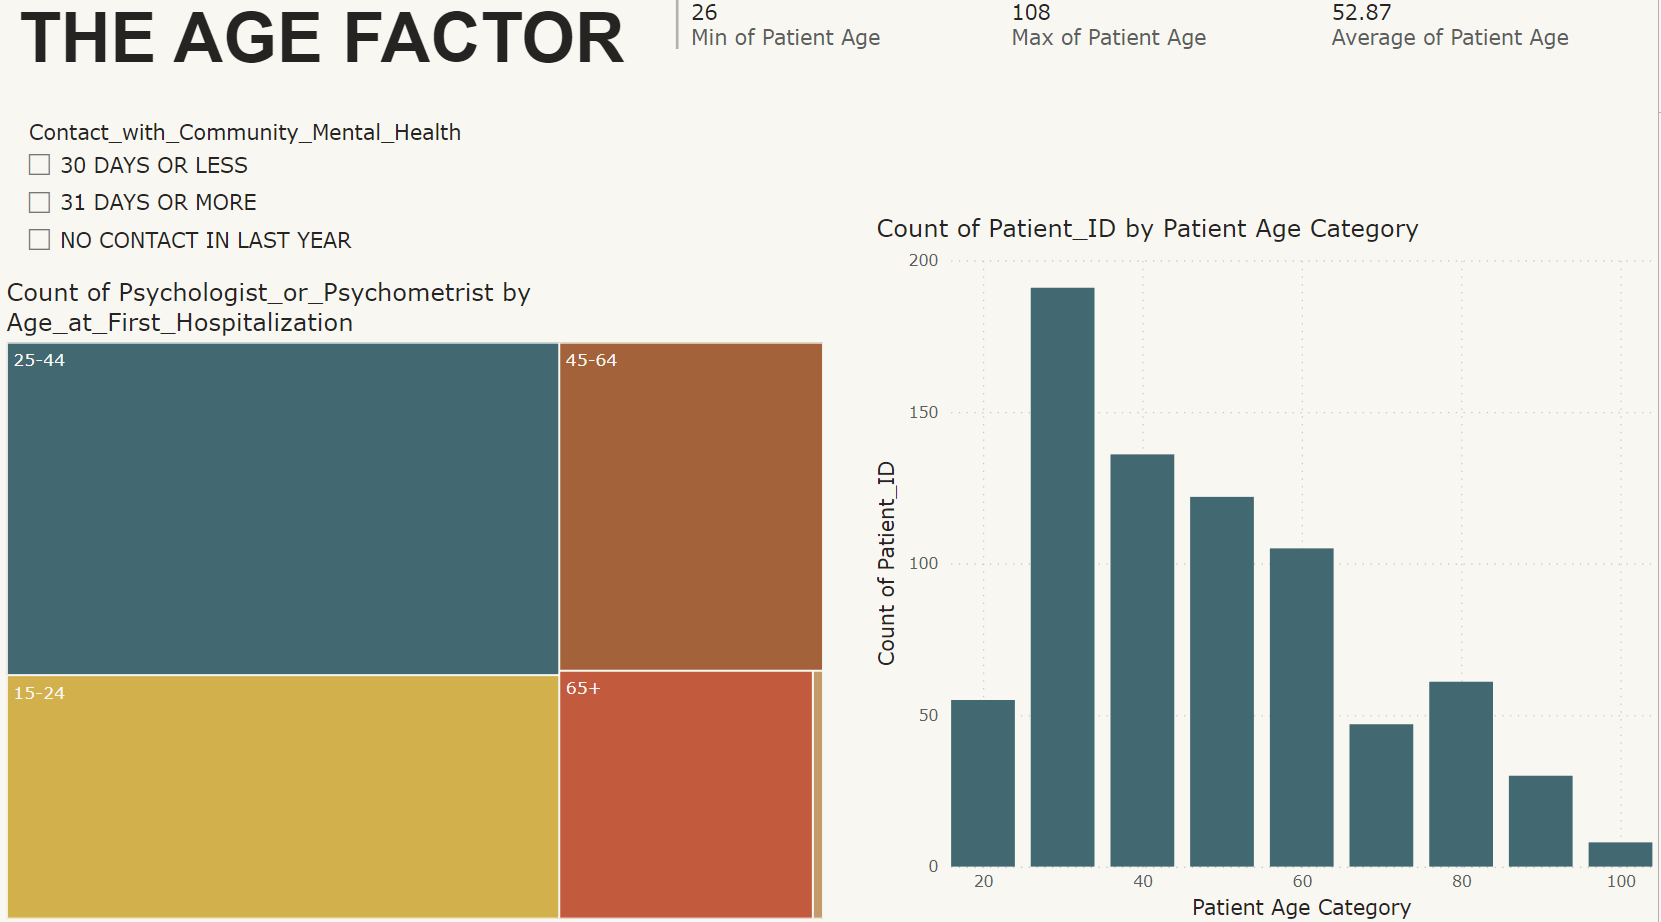 THE AGE FACTOR
26
Min of Patient Age
108
Max of Patient Age
52.87
Average of Patient Age
Contact_with_Community_Mental_Health
30 DAYS OR LESS
31 DAYS OR MORE
NO CONTACT IN LAST YEAR
Count of Psychologist_or_Psychometrist by
Age_at_First_Hospitalization
25-44
45-64
15-24
65+
Count of Patient_ID by Patient Age Category
Count of Patient_ID
200
150
100
50
0
20
40
60
80
100
Patient Age Category